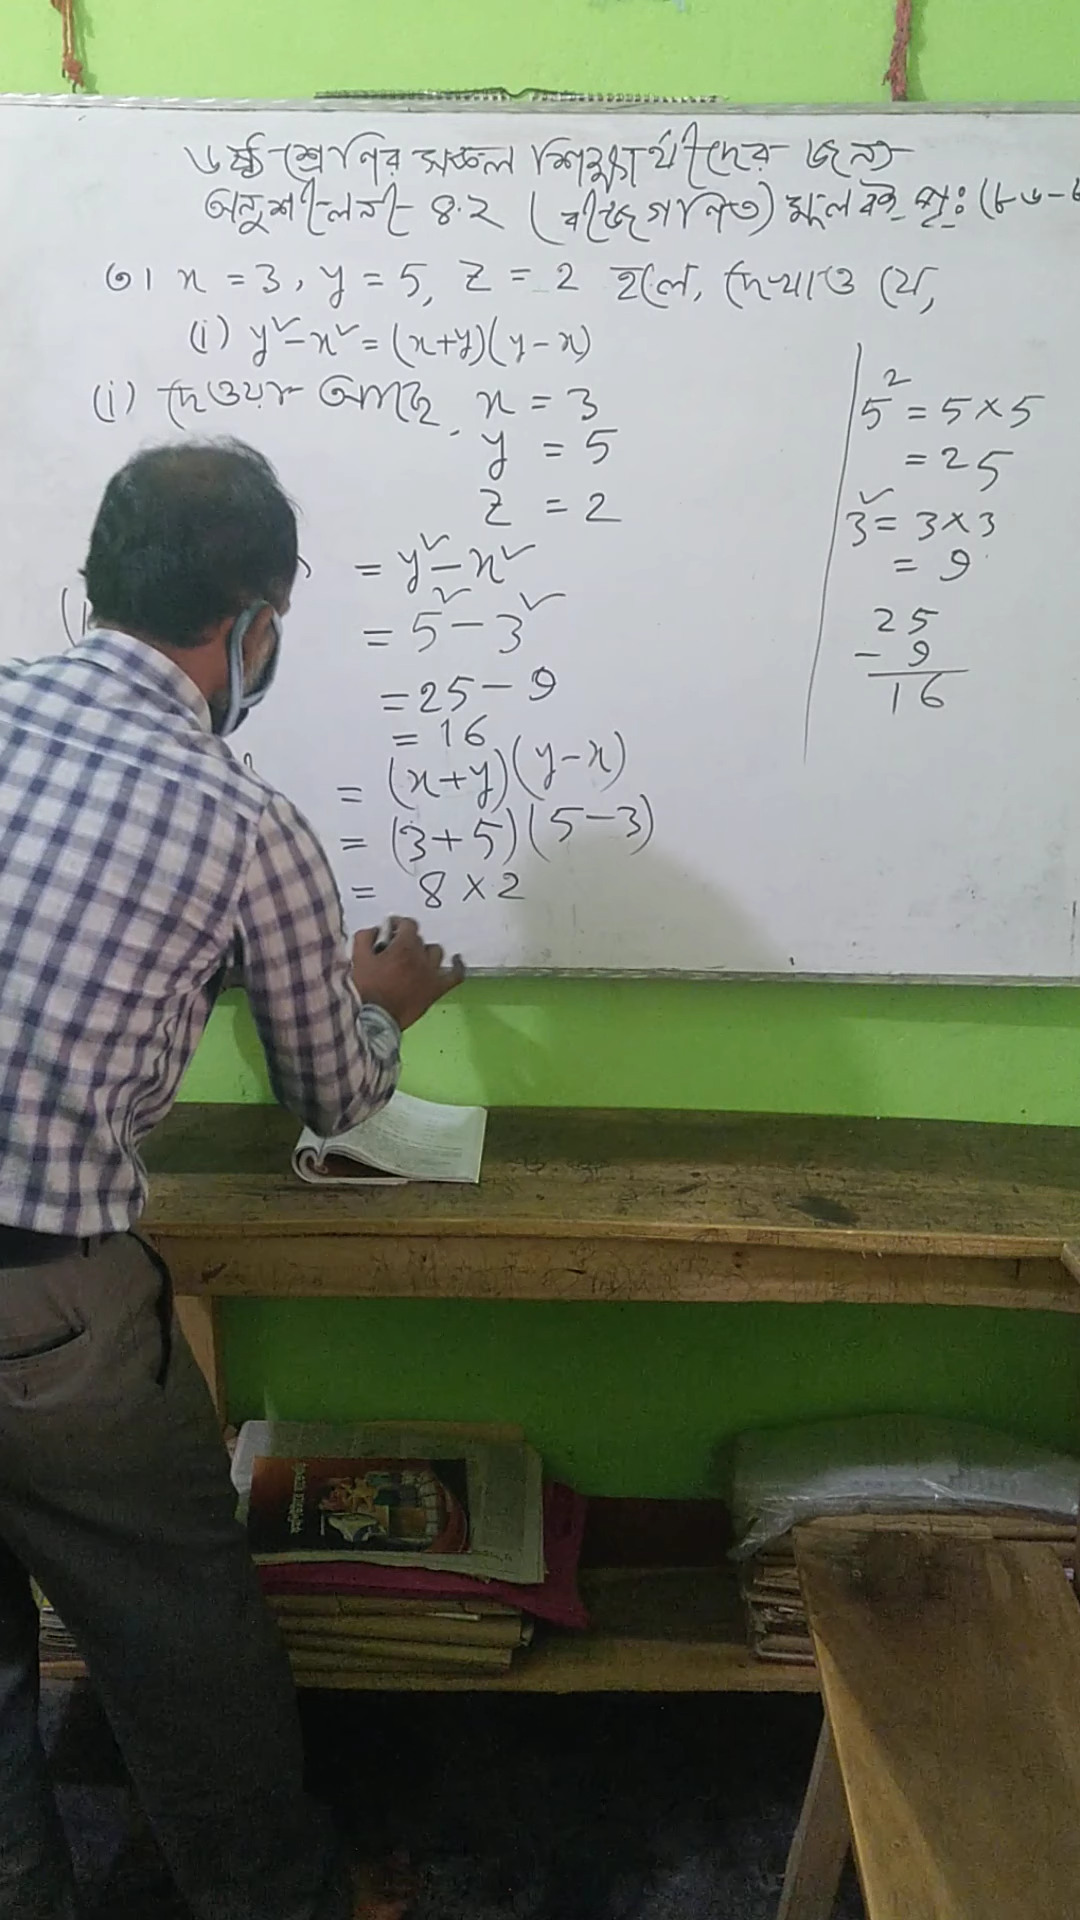 ৬ষ্ঠ শ্রেণির সকল শিক্ষার্থীদের জন্য
অনুশীলনী- ৪.২ (বীজগণিত) মূল বই পৃ: (৮৬-
৩। x = 3, y = 5, z = 2 হলে, দেখাও যে,
(i) y² - x² = (x+y)(y-x)
(i) দেওয়া আছে, x = 3
y = 5
z = 2
= y² - x²
= 5² - 3²
= 25 - 9
= 16
= (x+y)(y-x)
= (3+5)(5-3)
= 8 × 2
5² = 5 × 5
= 25
3² = 3 × 3
= 9
25
- 9
16